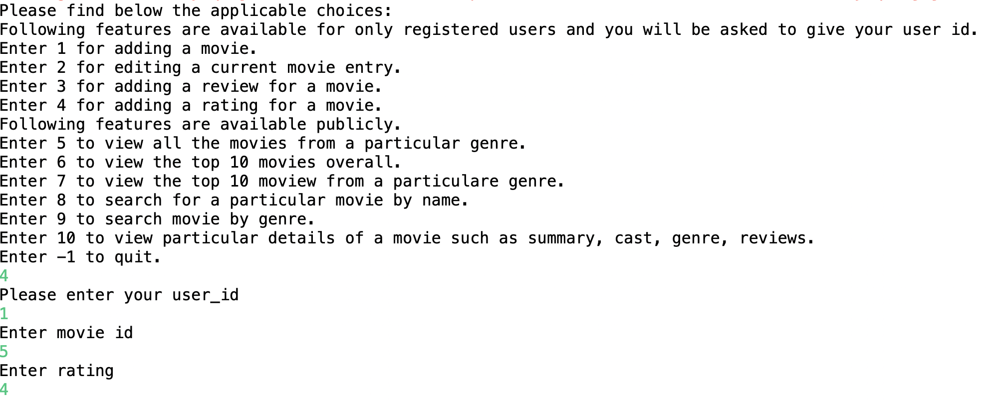 Please find below the applicable choices:
Following features are available for only registered users and you will be asked to give your user id.
Enter 1 for adding a movie.
Enter 2 for editing a current movie entry.
Enter 3 for adding a review for a movie.
Enter 4 for adding a rating for a movie.
Following features are available publicly.
Enter 5 to view all the movies from a particular genre.
Enter 6 to view the top 10 movies overall.
Enter 7 to view the top 10 moview from a particulare genre.
Enter 8 to search for a particular movie by name.
Enter 9 to search movie by genre.
Enter 10 to view particular details of a movie such as summary, cast, genre, reviews.
Enter -1 to quit.
4
Please enter your user_id
1
Enter movie id
5
Enter rating
4